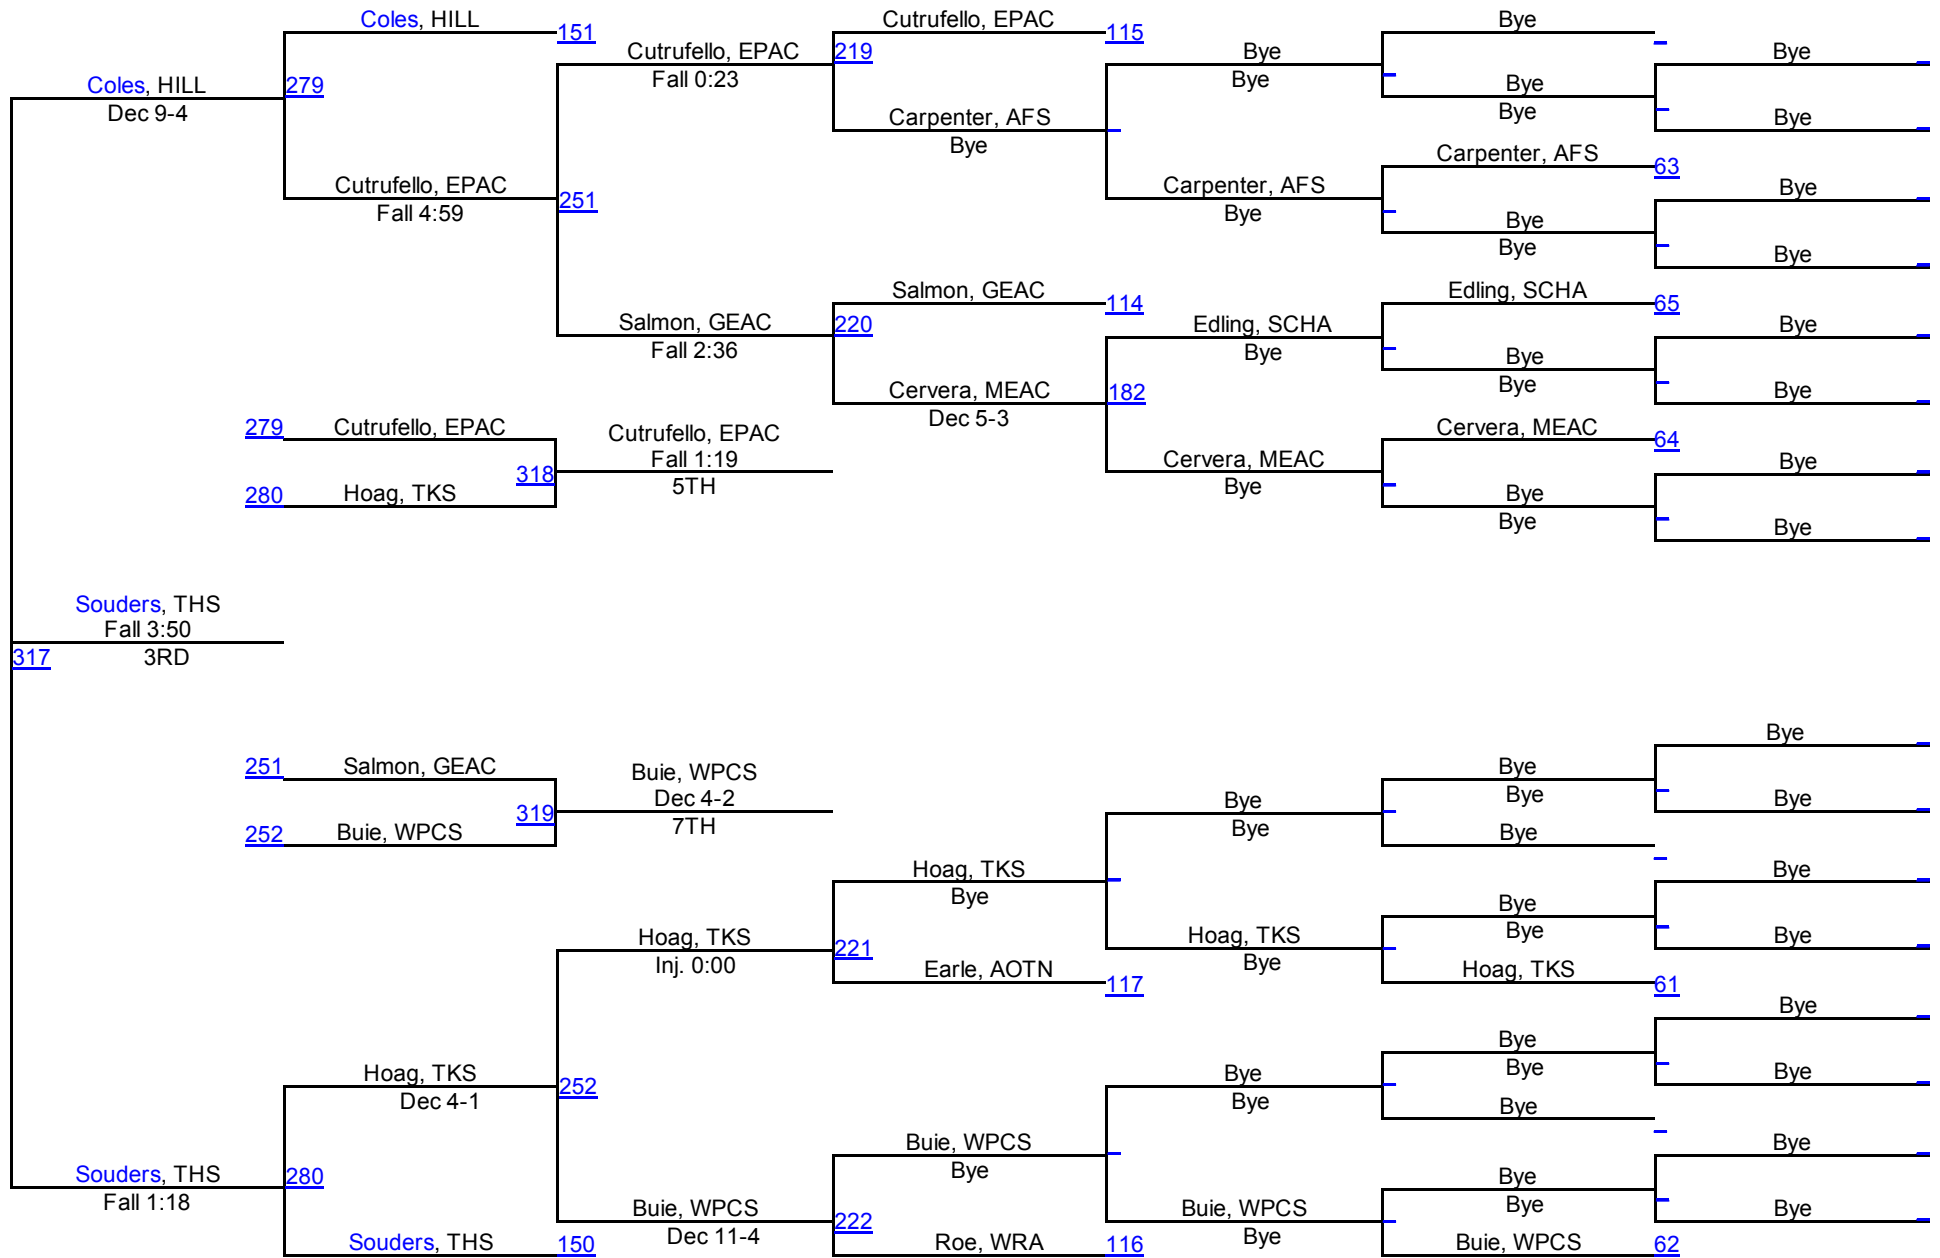 Coles, HILL
Cutrufello, EPAC
Bye
151
115
Cutrufello, EPAC
219
Bye
Bye
Fall 0:23
Bye
Coles, HILL
279
Bye
Dec 9-4
Bye
Carpenter, AFS
Bye
Bye
Carpenter, AFS
63
Cutrufello, EPAC
Carpenter, AFS
Bye
251
Fall 4:59
Bye
Bye
Bye
Bye
Salmon, GEAC
Edling, SCHA
114
65
Salmon, GEAC
220
Edling, SCHA
Bye
Fall 2:36
Bye
Bye
Cervera, MEAC
182
Bye
Bye
Dec 5-3
279
Cutrufello, EPAC
Cutrufello, EPAC
Cervera, MEAC
64
Fall 1:19
Cervera, MEAC
Bye
318
5TH
Bye
280
Hoag, TKS
Bye
Bye
Bye
Souders, THS
Fall 3:50
317
3RD
Bye
251
Salmon, GEAC
Buie, WPCS
Bye
Dec 4-2
Bye
Bye
Bye
319
7TH
Bye
252
Buie, WPCS
Bye
Hoag, TKS
Bye
Bye
Bye
Hoag, TKS
221
Hoag, TKS
Bye
Bye
Inj. 0:00
Bye
Earle, AOTN
117
Hoag, TKS
61
Bye
Bye
Hoag, TKS
252
Bye
Bye
Bye
Dec 4-1
Bye
Bye
Buie, WPCS
Bye
Bye
Souders, THS
280
Bye
Fall 1:18
Bye
Buie, WPCS
222
Buie, WPCS
Bye
Dec 11-4
Bye
Souders, THS
150
Roe, WRA
116
Buie, WPCS
62